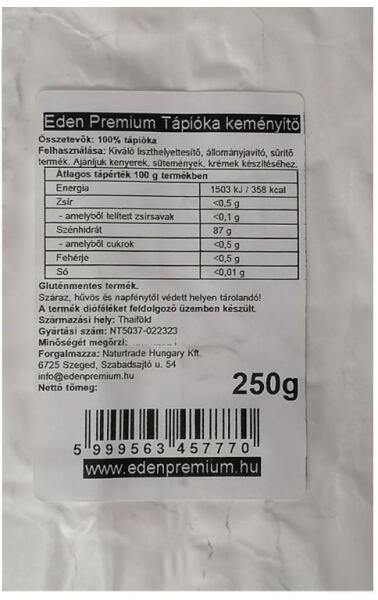 Eden Premium Tápióka keményítő
Összetevők: 100% tápióka
Felhasználása: Kiváló liszthelyettesítő, állományjavító, sűrítő
termék. Ajánljuk kenyerek, sütemények, krémek készítéséhez.
Átlagos tápérték 100 g termékben
Energia 1503 kJ / 358 kcal
Zsír <0,5 g
- amelyből telített zsírsavak <0,1 g
Szénhidrát 87 g
- amelyből cukrok <0,5 g
Fehérje <0,5 g
Só <0,01 g
Gluténmentes termék.
Száraz, hűvös és napfénytől védett helyen tárolandó!
A termék dióféléket feldolgozó üzemben készült.
Származási hely: Thaiföld
Gyártási szám: NT5037-022323
Minőségét megőrzi:
Forgalmazza: Naturtrade Hungary Kft.
6725 Szeged, Szabadsajtó u. 54
info@edenpremium.hu
Nettó tömeg: 250g
5 999563 457770
www.edenpremium.hu